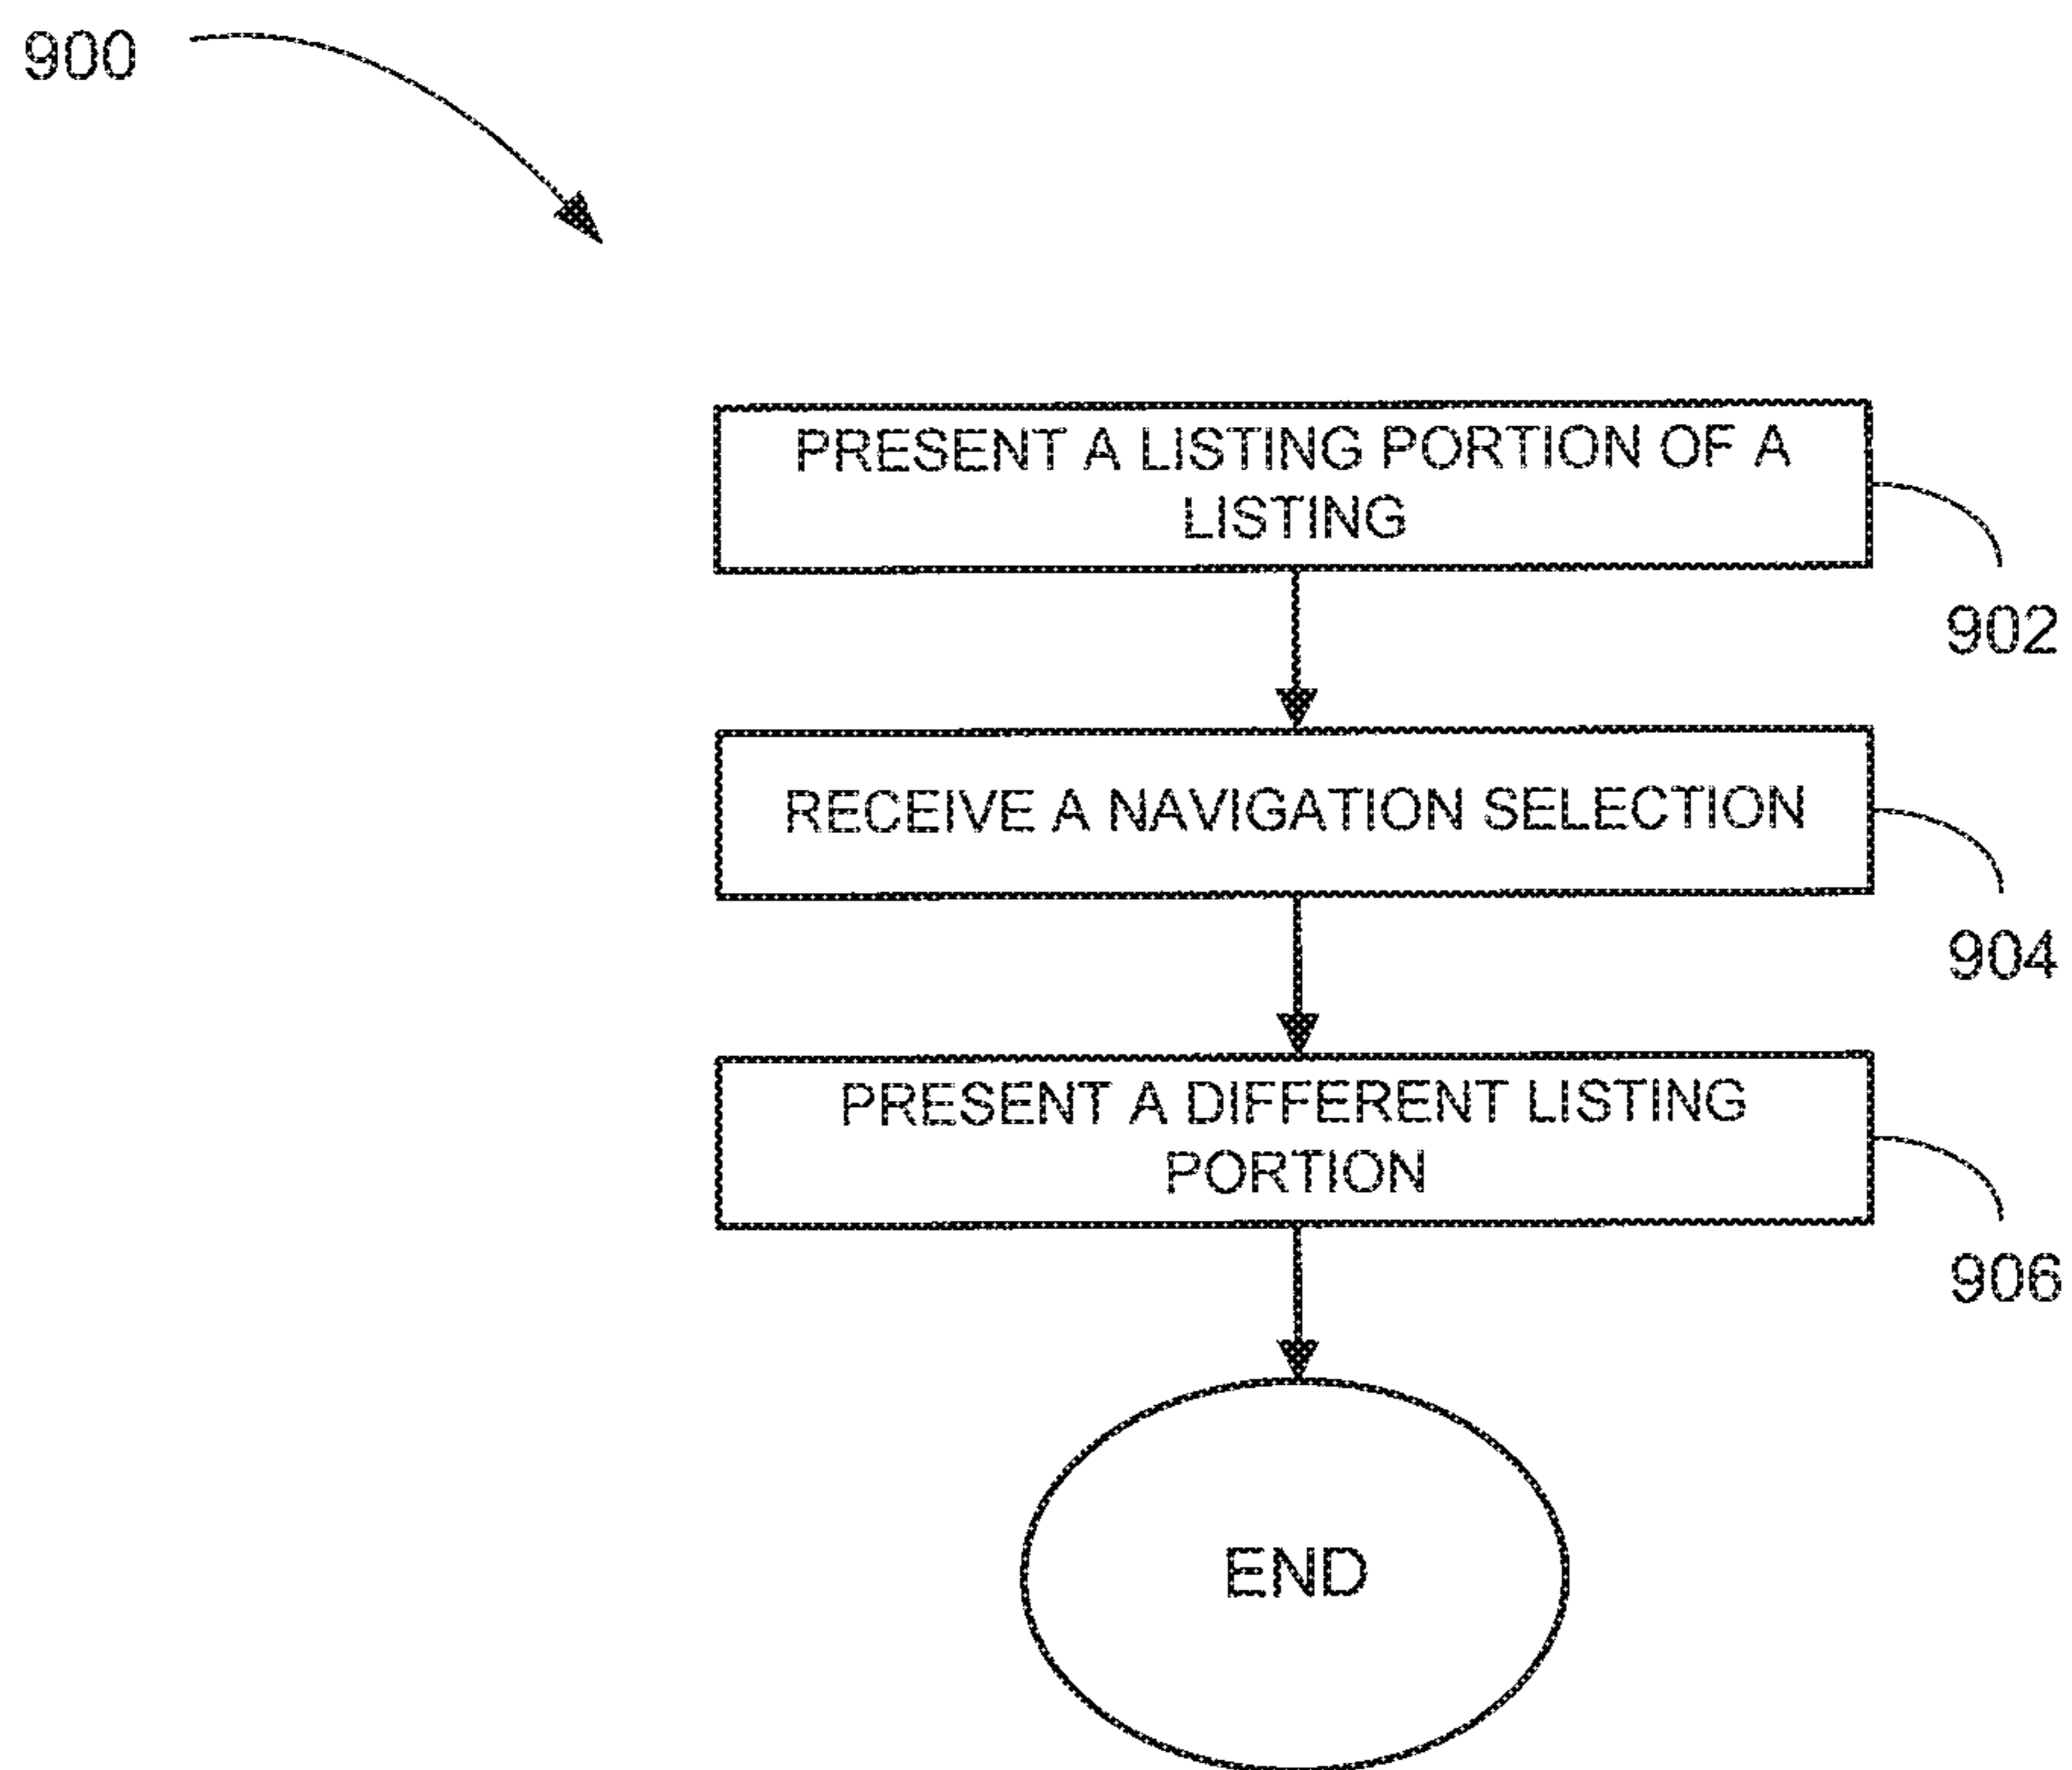 900
PRESENT A LISTING PORTION OF A
LISTING
902
RECEIVE A NAVIGATION SELECTION
904
PRESENT A DIFFERENT LISTING
PORTION
906
END